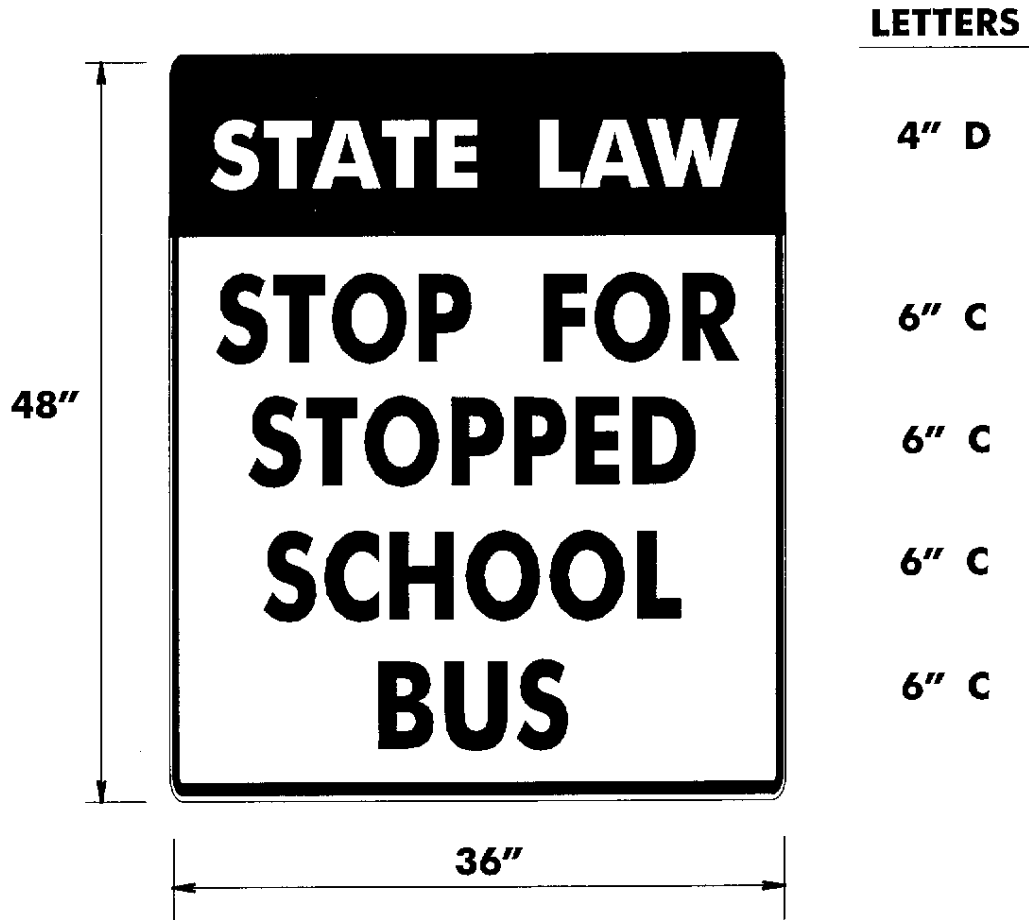 LETTERS
STATE LAW 4" D
STOP FOR 6" C
48"
STOPPED 6" C
SCHOOL 6" C
BUS 6" C
36"